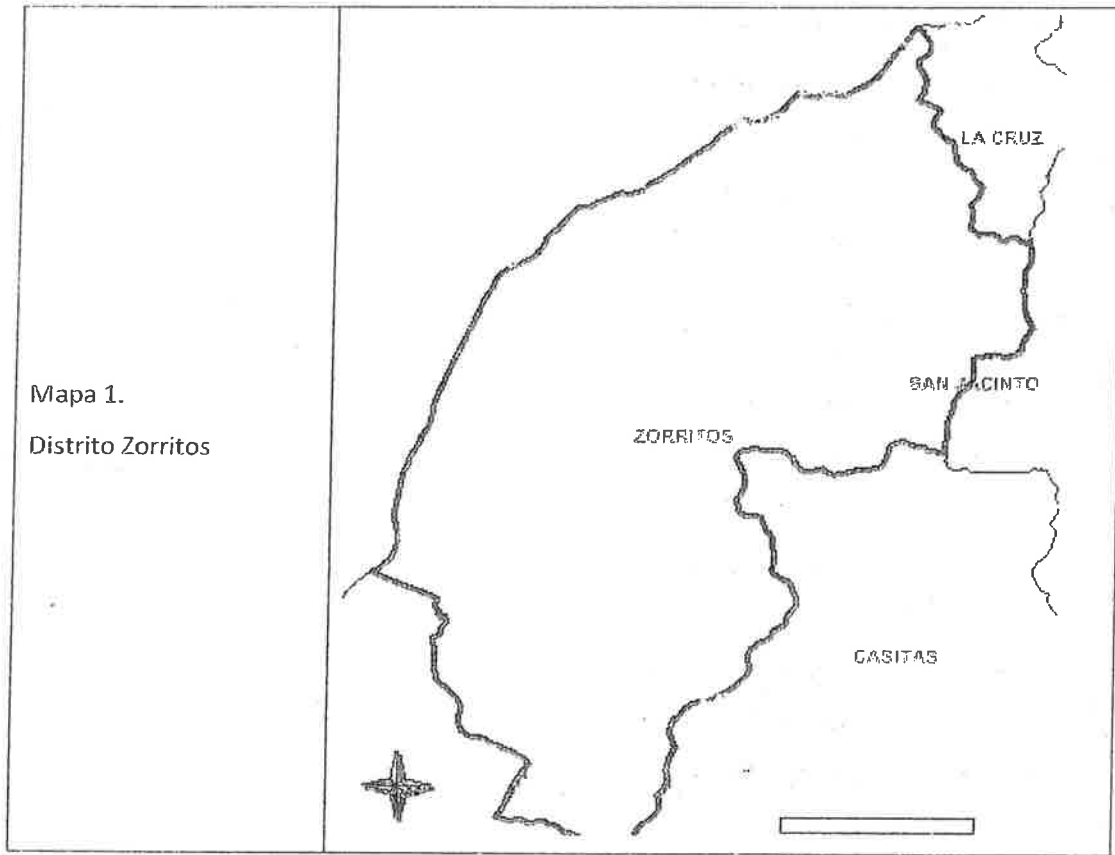 Mapa 1.
Distrito Zorritos
LA CRUZ
SAN JACINTO
ZORRITOS
CASITAS